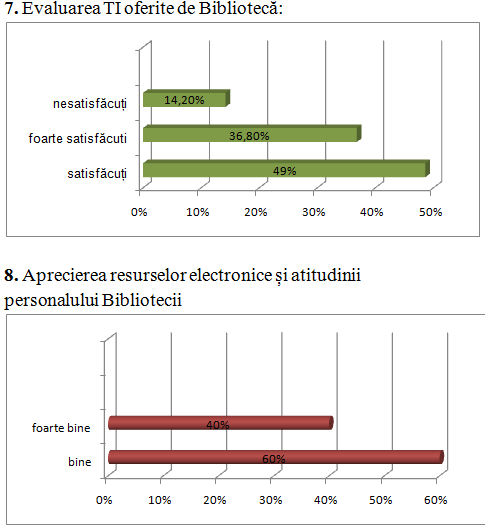 7. Evaluarea TI oferite de Bibliotecă:
nesatisfăcuți
14,20%
foarte satisfăcuti
36,80%
satisfăcuți
49%
0% 10% 20% 30% 40% 50%
8. Aprecierea resurselor electronice și atitudinii
personalului Bibliotecii
foarte bine
40%
bine
60%
0% 10% 20% 30% 40% 50% 60%